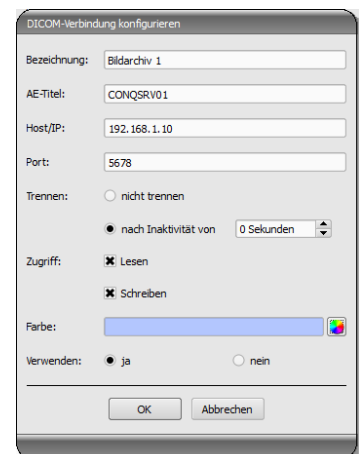 DICOM-Verbindung konfigurieren
Bezeichnung: Bildarchiv 1
AE-Titel: CONQSRV01
Host/IP: 192.168.1.10
Port: 5678
Trennen: nicht trennen
nach Inaktivität von 0 Sekunden
Zugriff: Lesen
Schreiben
Farbe:
Verwenden: ja nein
OK Abbrechen